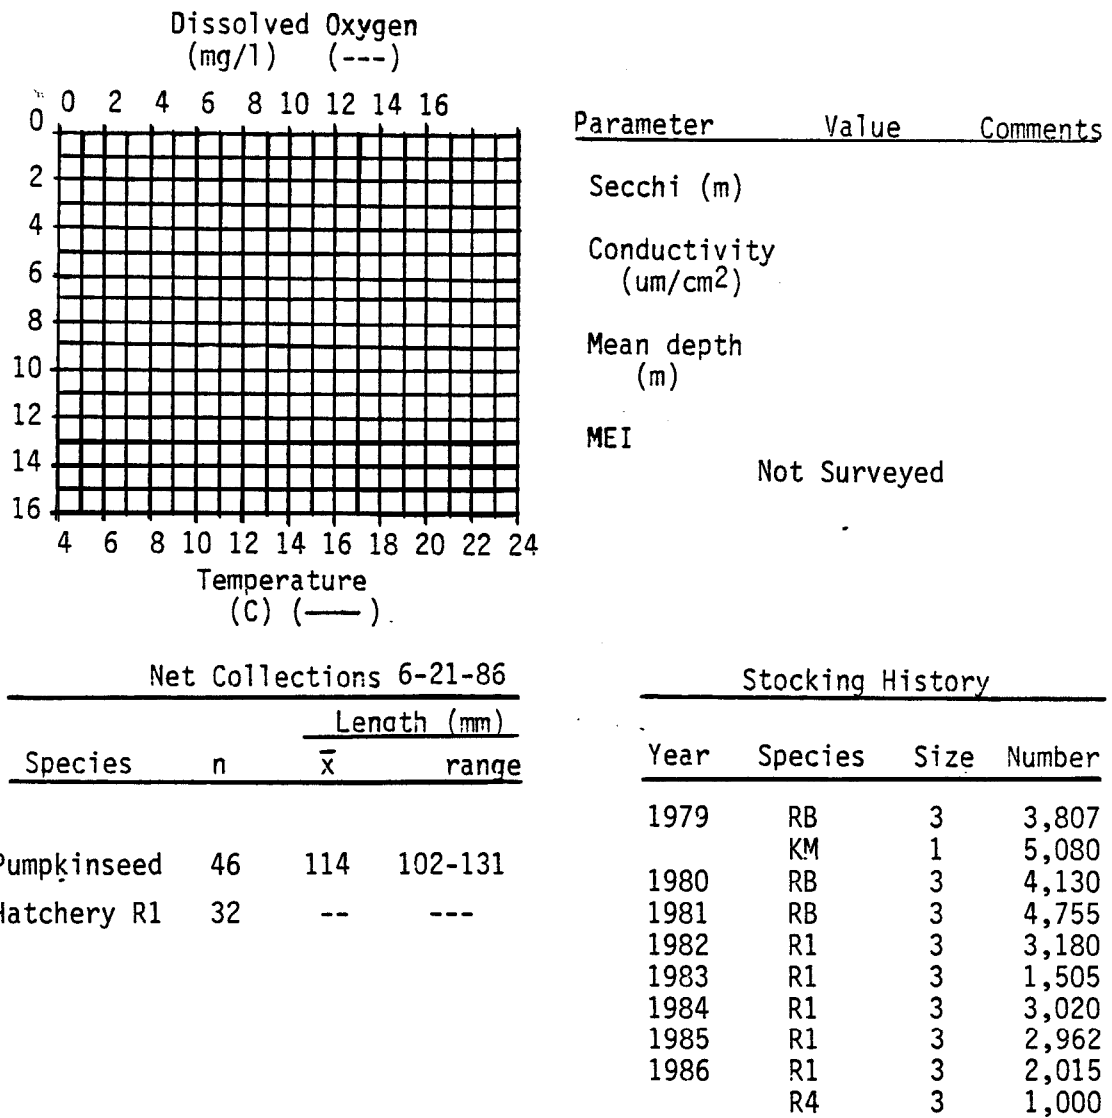 Dissolved Oxygen
(mg/l) (---)
0 2 4 6 8 10 12 14 16
0
2
4
6
8
10
12
14
16
4 6 8 10 12 14 16 18 20 22 24
Temperature
(C) (——)
Parameter Value Comments
Secchi (m)
Conductivity
(um/cm2)
Mean depth
(m)
MEI
Not Surveyed
Net Collections 6-21-86
Length (mm)
Species n x̄ range
Pumpkinseed 46 114 102-131
Hatchery R1 32 -- ---
Stocking History
Year Species Size Number
1979 RB 3 3,807
KM 1 5,080
1980 RB 3 4,130
1981 RB 3 4,755
1982 R1 3 3,180
1983 R1 3 1,505
1984 R1 3 3,020
1985 R1 3 2,962
1986 R1 3 2,015
R4 3 1,000